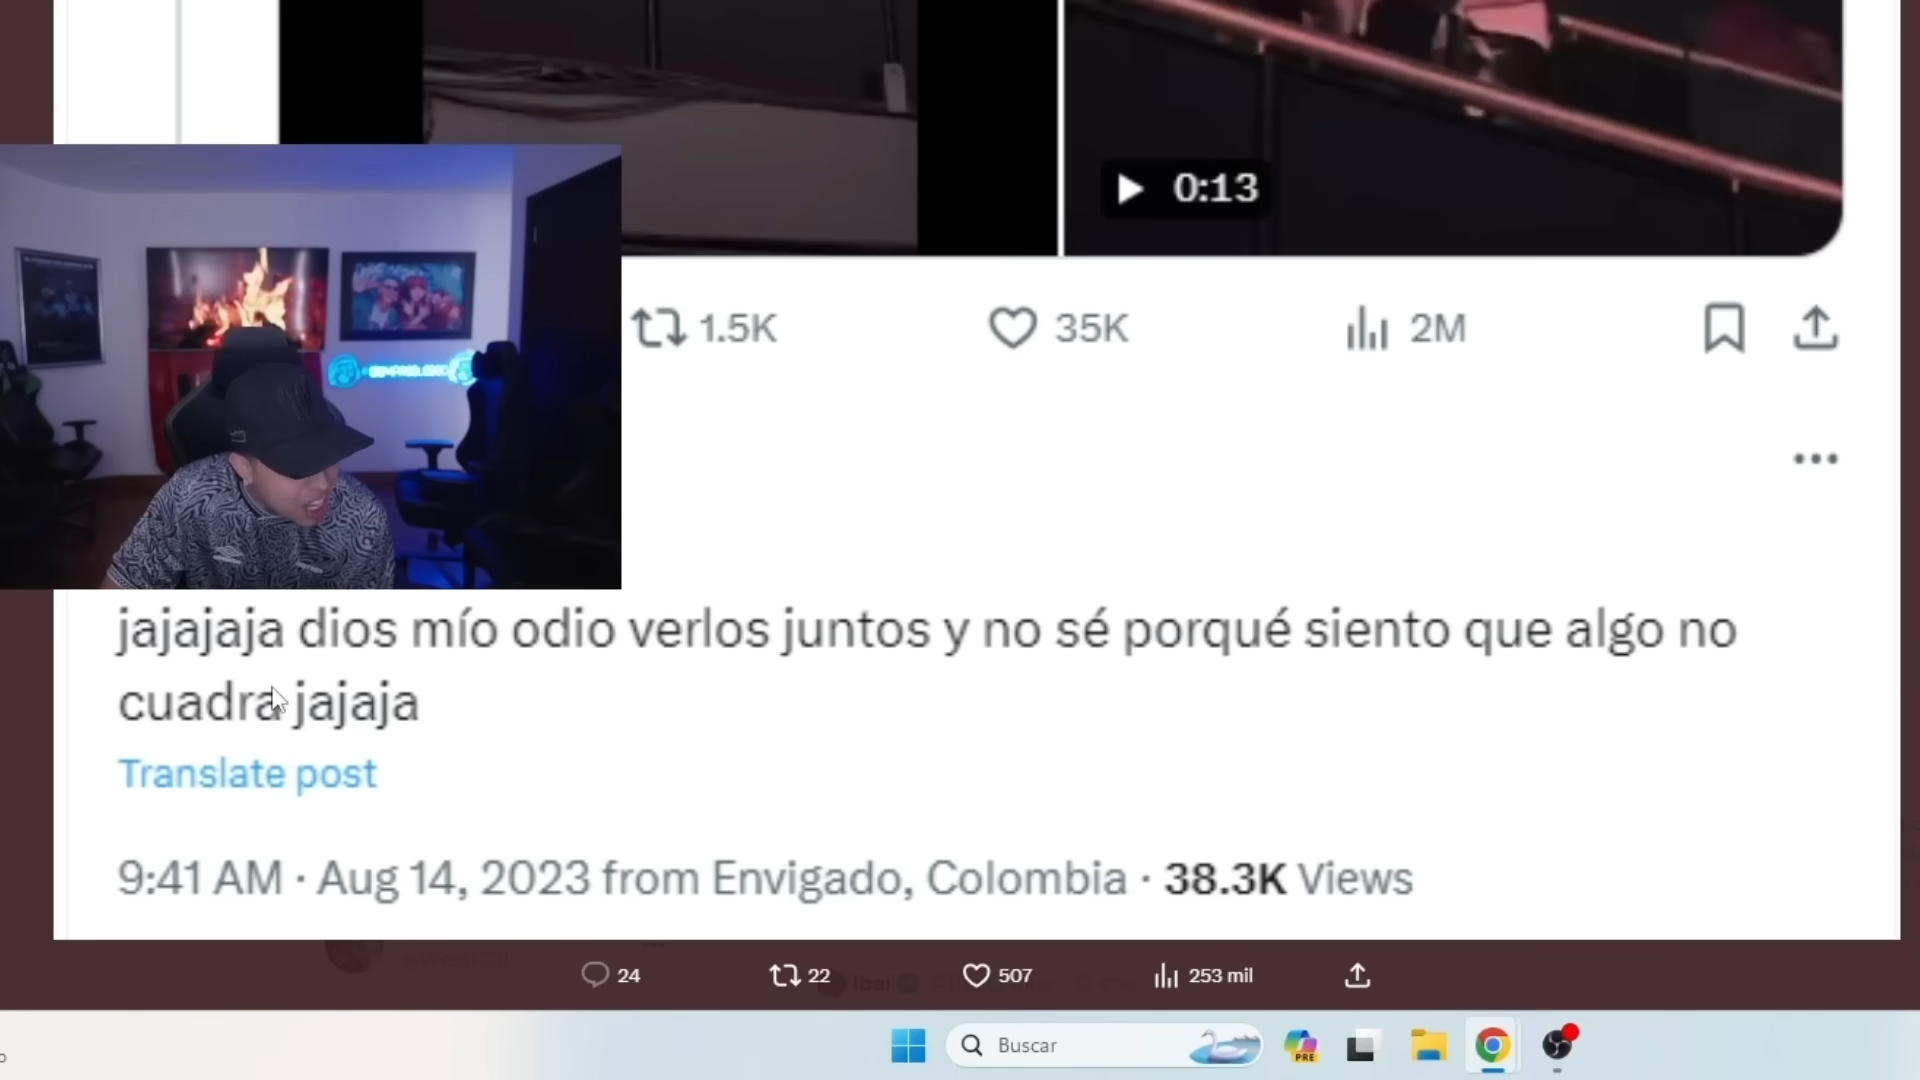 0:13
1.5K 35K 2M
jajajaja dios mío odio verlos juntos y no sé porqué siento que algo no
cuadra jajaja
Translate post
9:41 AM · Aug 14, 2023 from Envigado, Colombia · 38.3K Views
24 22 507 253 mil
Buscar
PRE